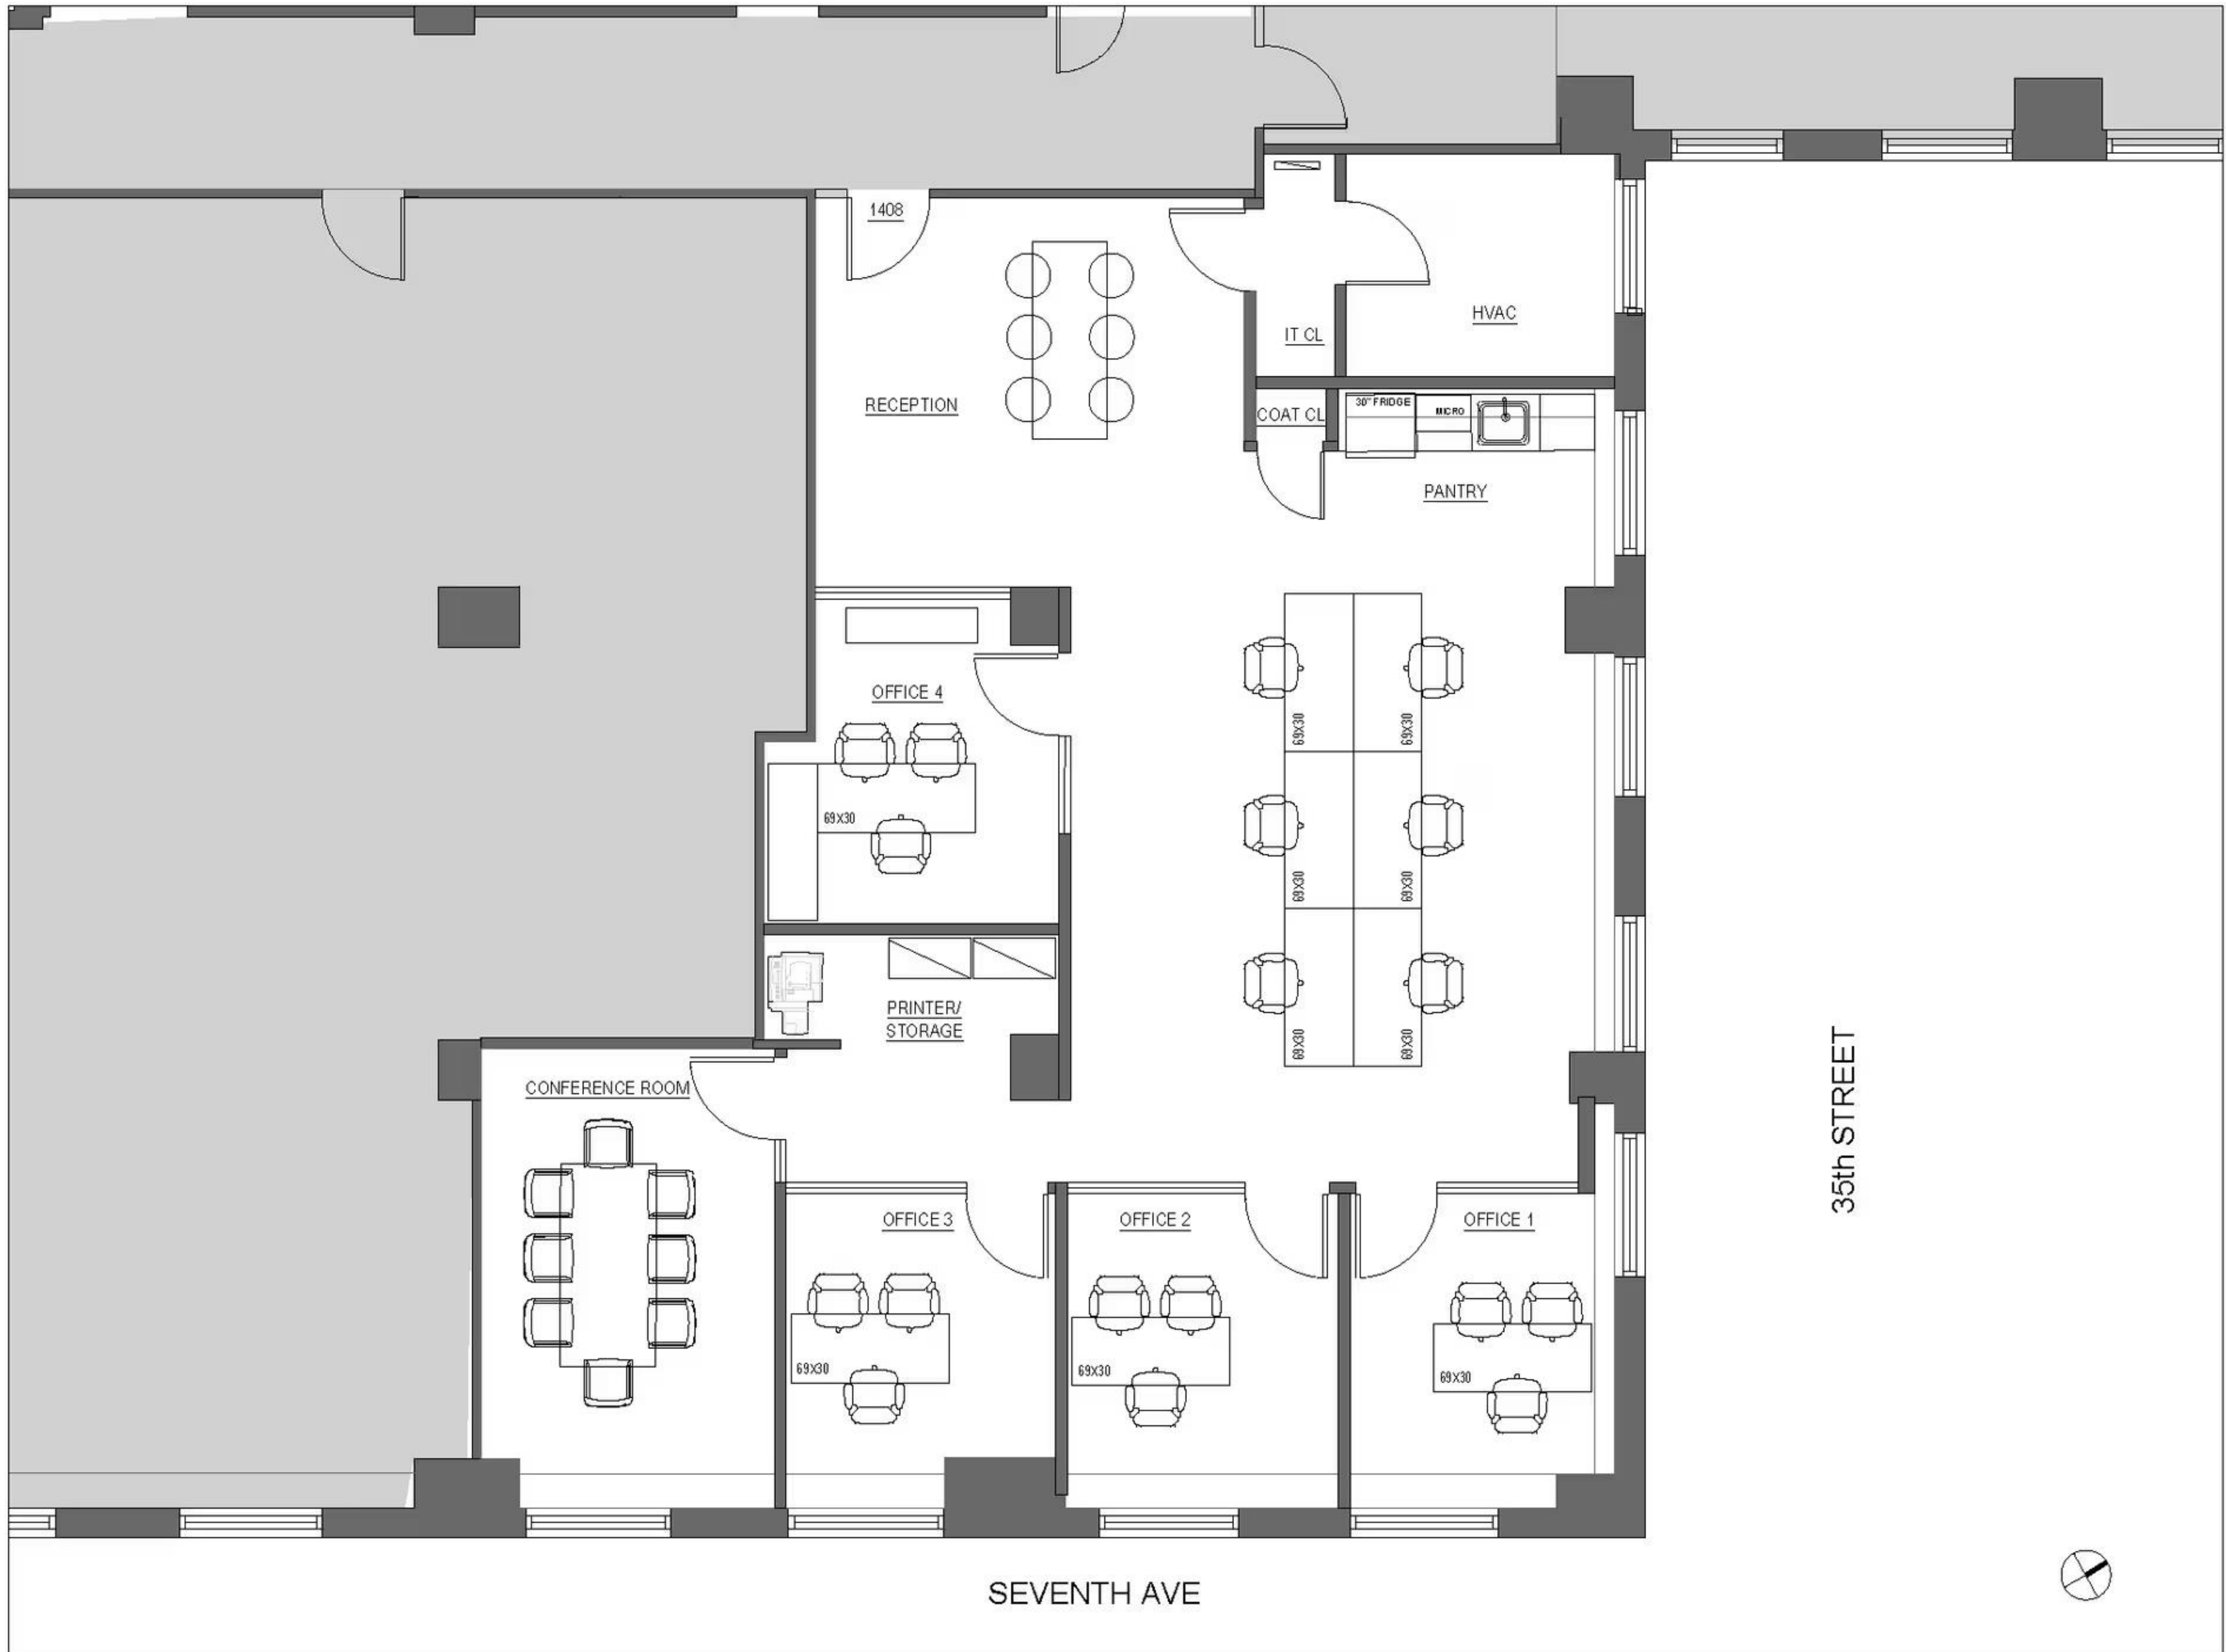 1408
HVAC
IT CL
RECEPTION
COAT CL
30" FRIDGE
MICRO
PANTRY
OFFICE 4
69X30
69X30
69X30
69X30
69X30
69X30
69X30
PRINTER/
STORAGE
CONFERENCE ROOM
OFFICE 3
OFFICE 2
OFFICE 1
69X30
69X30
69X30
35th STREET
SEVENTH AVE